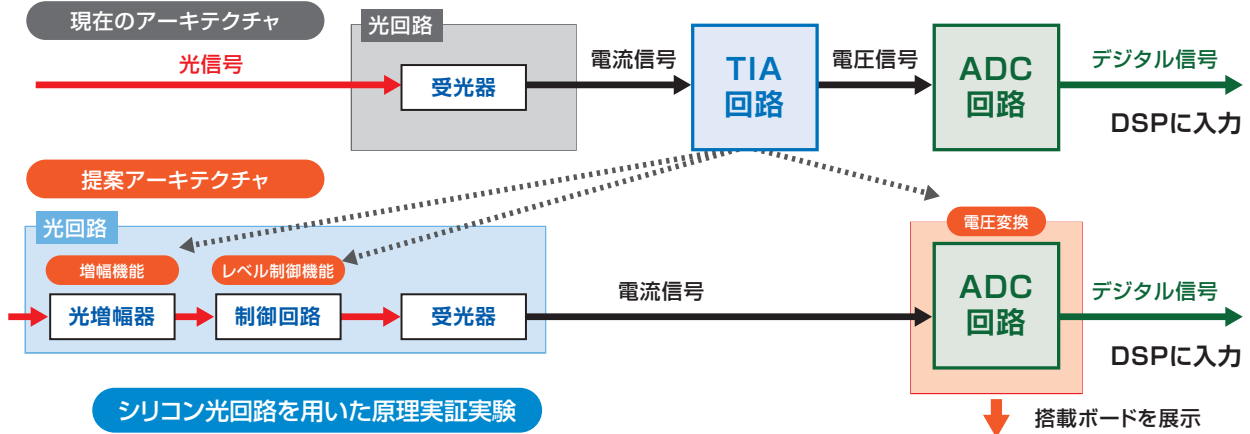 現在のアーキテクチャ
光回路
光信号
受光器
電流信号
TIA
回路
電圧信号
ADC
回路
デジタル信号
DSPに入力
提案アーキテクチャ
光回路
増幅機能
レベル制御機能
光増幅器
制御回路
受光器
電流信号
電圧変換
ADC
回路
デジタル信号
DSPに入力
シリコン光回路を用いた原理実証実験
搭載ボードを展示